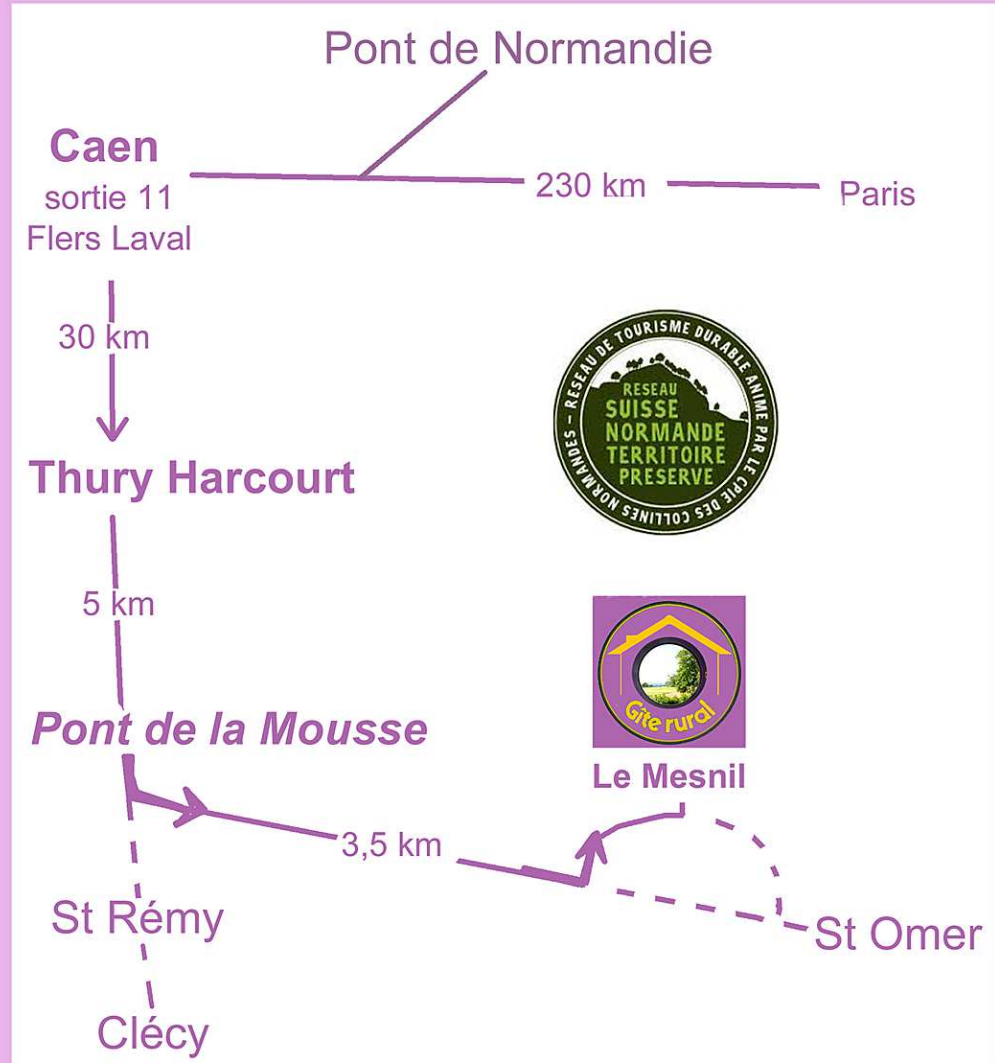 Pont de Normandie
Caen
sortie 11
Flers Laval
230 km
Paris
30 km
RESEAU DE TOURISME DURABLE ANIME PAR LE CPIE DES COLLINES NORMANDES –
RESEAU
SUISSE
NORMANDE
TERRITOIRE
PRESERVE
Thury Harcourt
5 km
Gîte rural
Pont de la Mousse
Le Mesnil
3,5 km
St Rémy
St Omer
Clécy